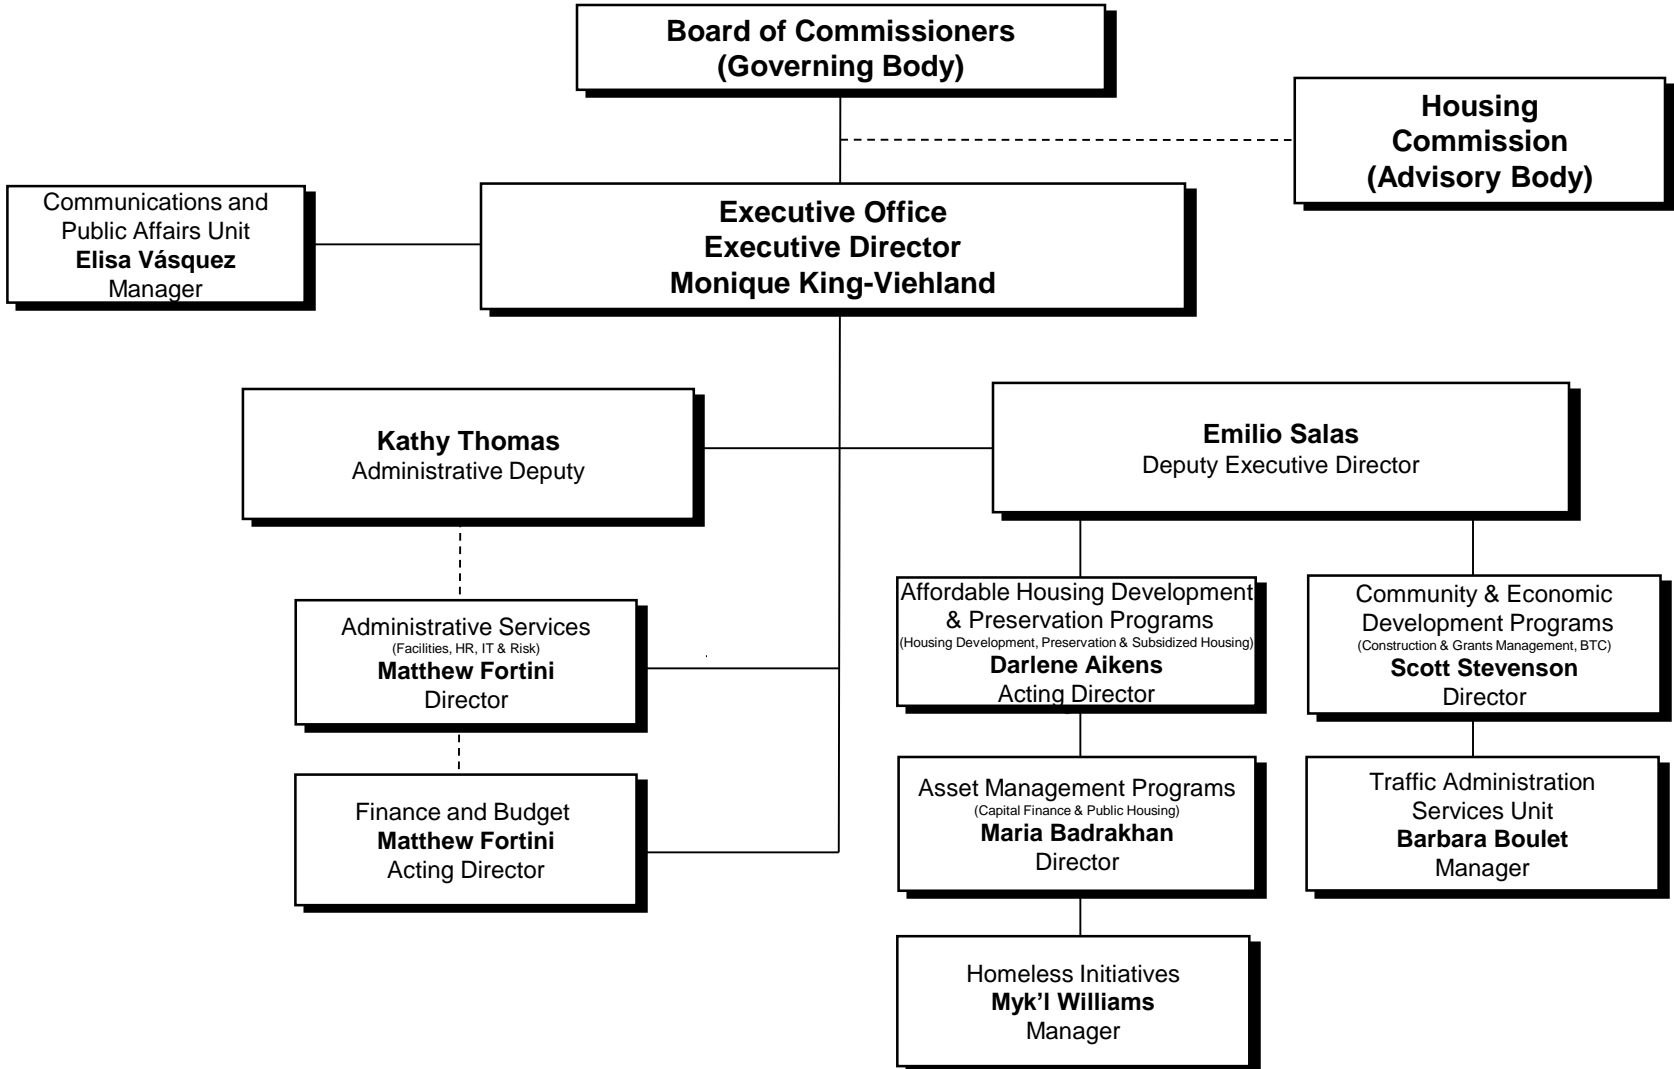 Board of Commissioners
(Governing Body)
Housing
Commission
(Advisory Body)
Communications and
Public Affairs Unit
Elisa Vásquez
Manager
Executive Office
Executive Director
Monique King-Viehland
Kathy Thomas
Administrative Deputy
Emilio Salas
Deputy Executive Director
Administrative Services
(Facilities, HR, IT & Risk)
Matthew Fortini
Director
Affordable Housing Development
& Preservation Programs
(Housing Development, Preservation & Subsidized Housing)
Darlene Aikens
Acting Director
Community & Economic
Development Programs
(Construction & Grants Management, BTC)
Scott Stevenson
Director
Finance and Budget
Matthew Fortini
Acting Director
Asset Management Programs
(Capital Finance & Public Housing)
Maria Badrakhan
Director
Traffic Administration
Services Unit
Barbara Boulet
Manager
Homeless Initiatives
Myk’l Williams
Manager